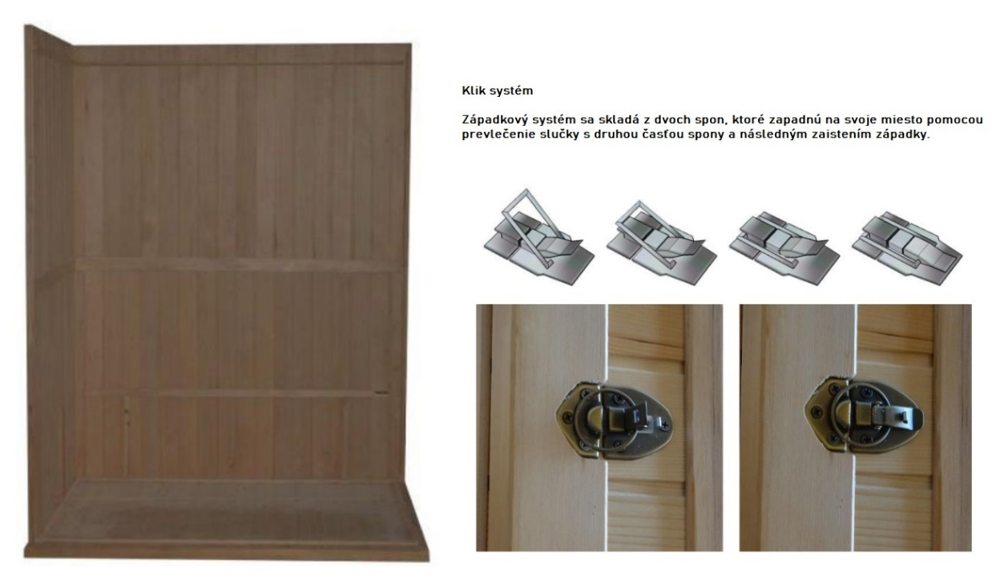 Klik systém
Západkový systém sa skladá z dvoch spon, ktoré zapadnú na svoje miesto pomocou
prevlečenie slučky s druhou časťou spony a následným zaistením západky.